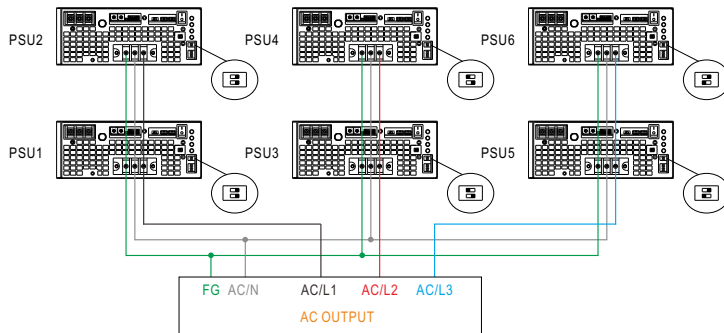 PSU2
PSU4
PSU6
PSU1
PSU3
PSU5
FG AC/N AC/L1 AC/L2 AC/L3
AC OUTPUT